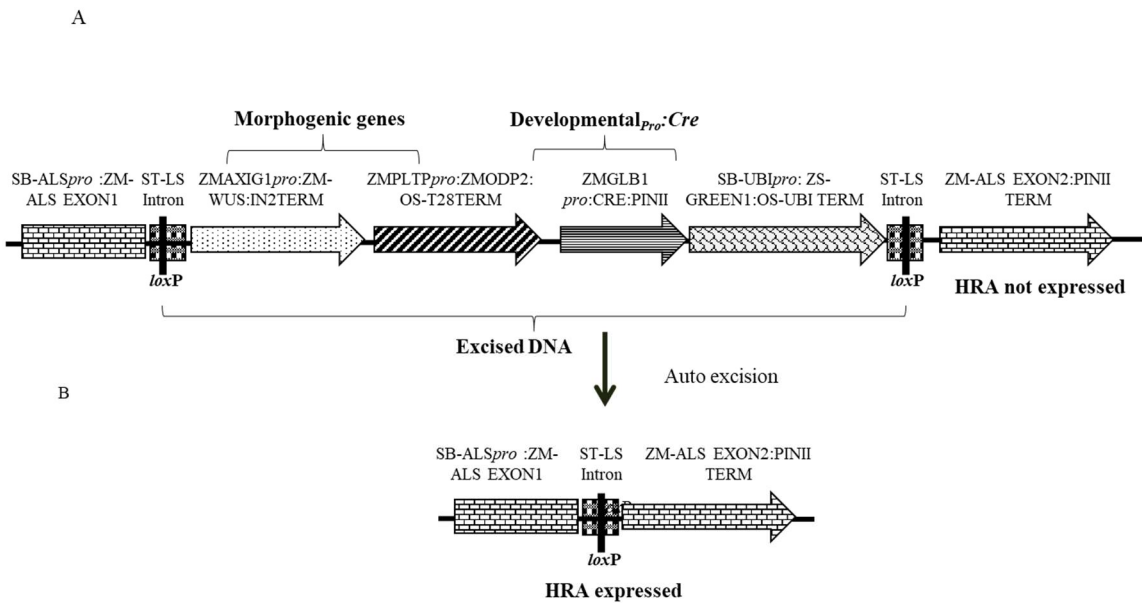 A
Morphogenic genes
DevelopmentalPro:Cre
SB-ALSpro :ZM-
ALS EXON1
ST-LS
Intron
ZMAXIG1pro:ZM-
WUS:IN2TERM
ZMPLTPpro:ZMODP2:
OS-T28TERM
ZMGLB1
pro:CRE:PINII
SB-UBIpro: ZS-
GREEN1:OS-UBI TERM
ST-LS
Intron
ZM-ALS EXON2:PINII
TERM
loxP
loxP
HRA not expressed
Excised DNA
Auto excision
B
SB-ALSpro :ZM-
ALS EXON1
ST-LS
Intron
ZM-ALS EXON2:PINII
TERM
loxP
HRA expressed